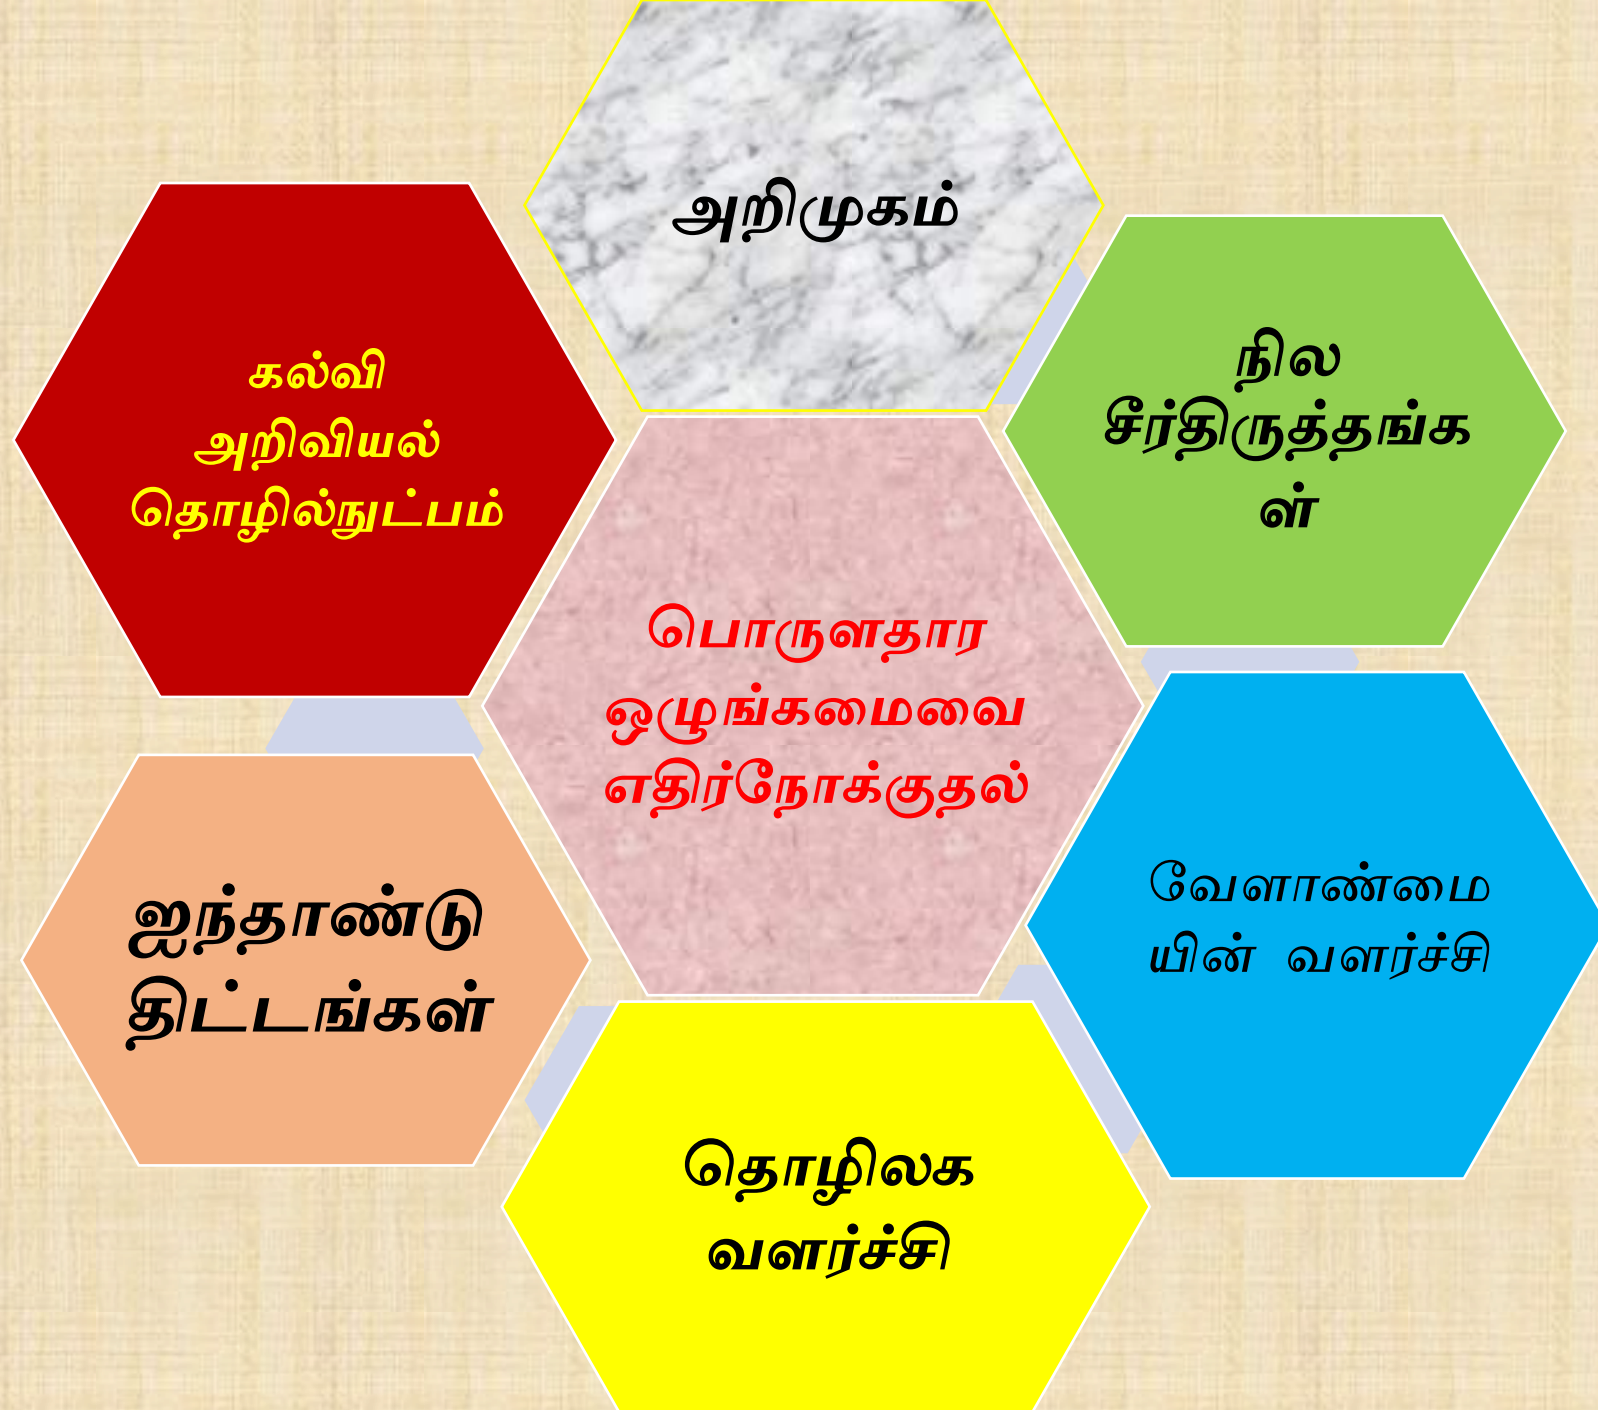 அறிமுகம்
நில
சீர்திருத்தங்க
ள்
வேளாண்மை
யின் வளர்ச்சி
தொழிலக
வளர்ச்சி
ஐந்தாண்டு
திட்டங்கள்
கல்வி
அறிவியல்
தொழில்நுட்பம்
பொருளதார
ஒழுங்கமைவை
எதிர்நோக்குதல்